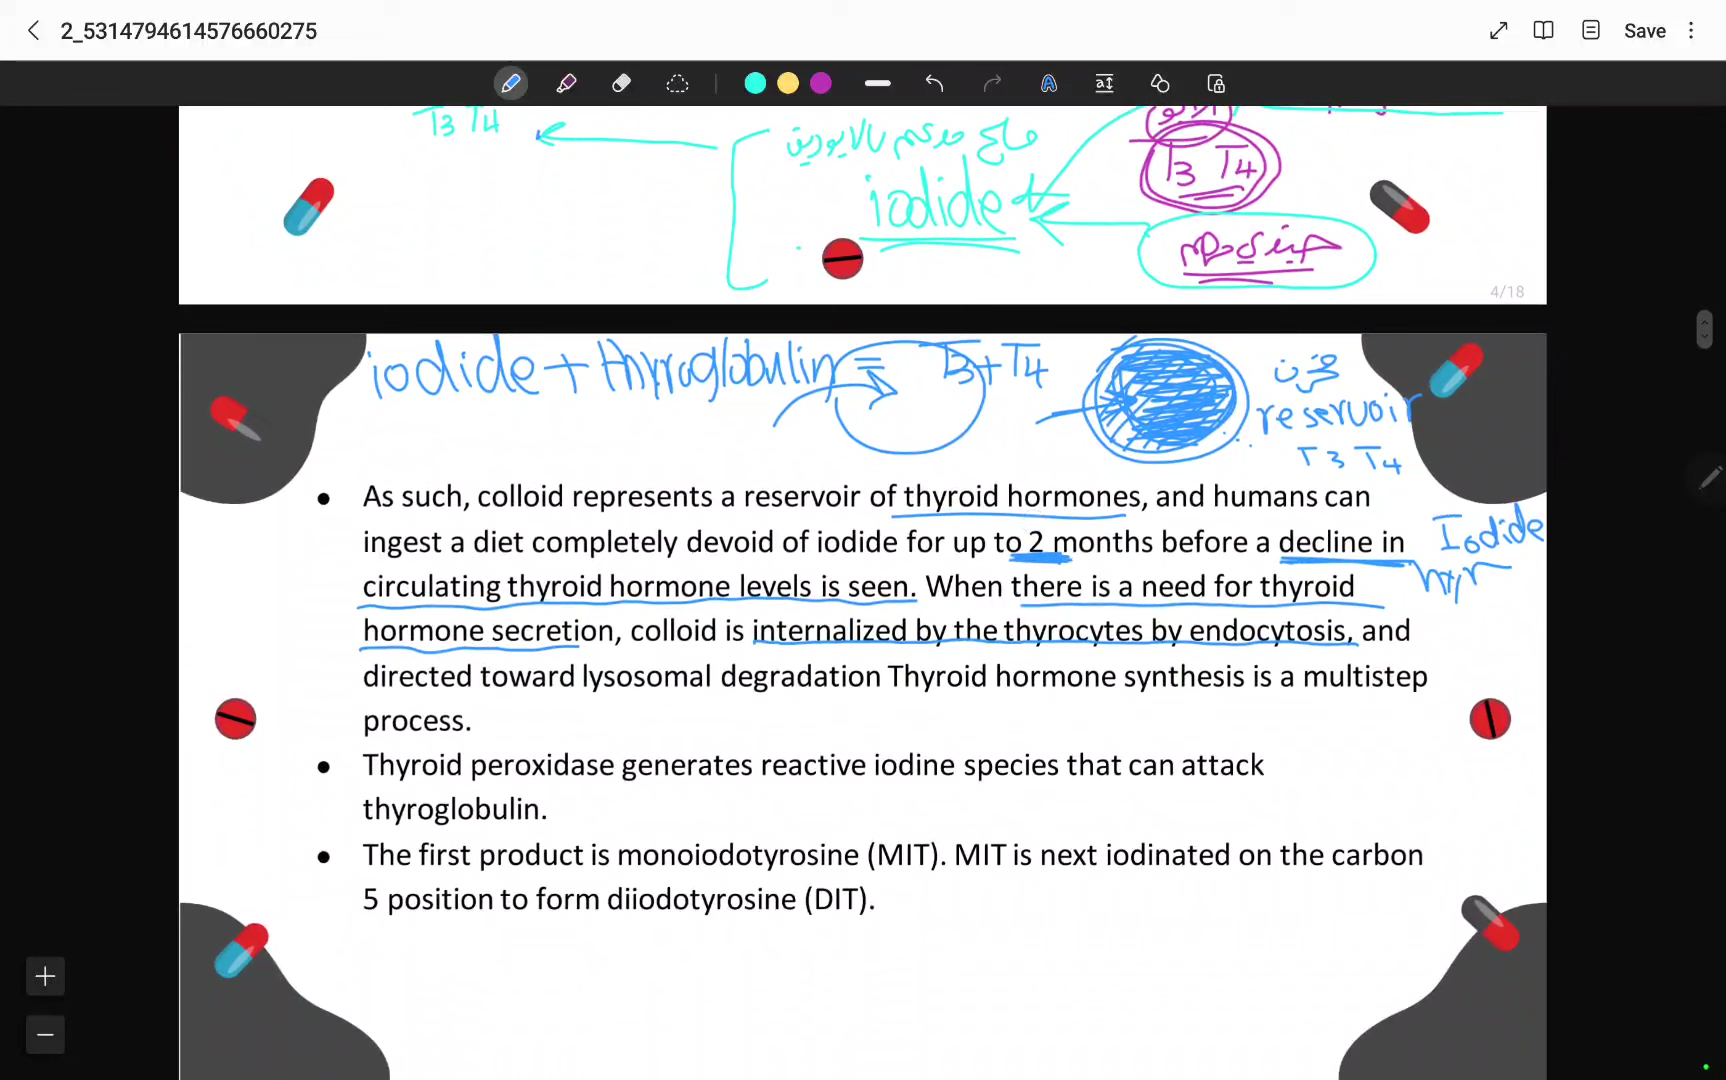 2_5314794614576660275
Save
T3 T4
iodide
T3 T4
4/18
iodide + thyroglobulin = T3 + T4
خزن
reservoir
T3 T4
As such, colloid represents a reservoir of thyroid hormones, and humans can
ingest a diet completely devoid of iodide for up to 2 months before a decline in
Iodide
circulating thyroid hormone levels is seen. When there is a need for thyroid
hormone secretion, colloid is internalized by the thyrocytes by endocytosis, and
directed toward lysosomal degradation Thyroid hormone synthesis is a multistep
process.
Thyroid peroxidase generates reactive iodine species that can attack
thyroglobulin.
The first product is monoiodotyrosine (MIT). MIT is next iodinated on the carbon
5 position to form diiodotyrosine (DIT).